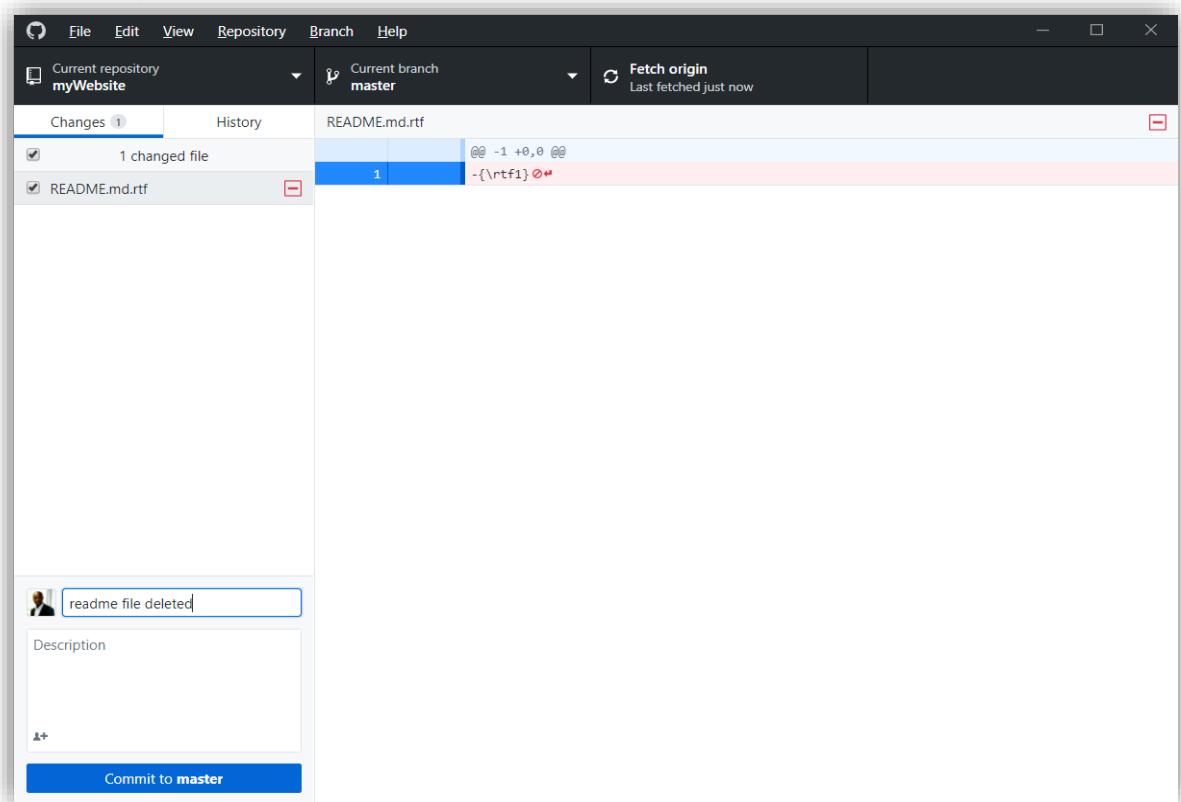 File Edit View Repository Branch Help
Current repository
myWebsite
Current branch
master
Fetch origin
Last fetched just now
Changes 1 History
README.md.rtf
1 changed file
@@ -1 +0,0 @@
README.md.rtf
1 -{\rtf1}
readme file deleted
Description
Commit to master